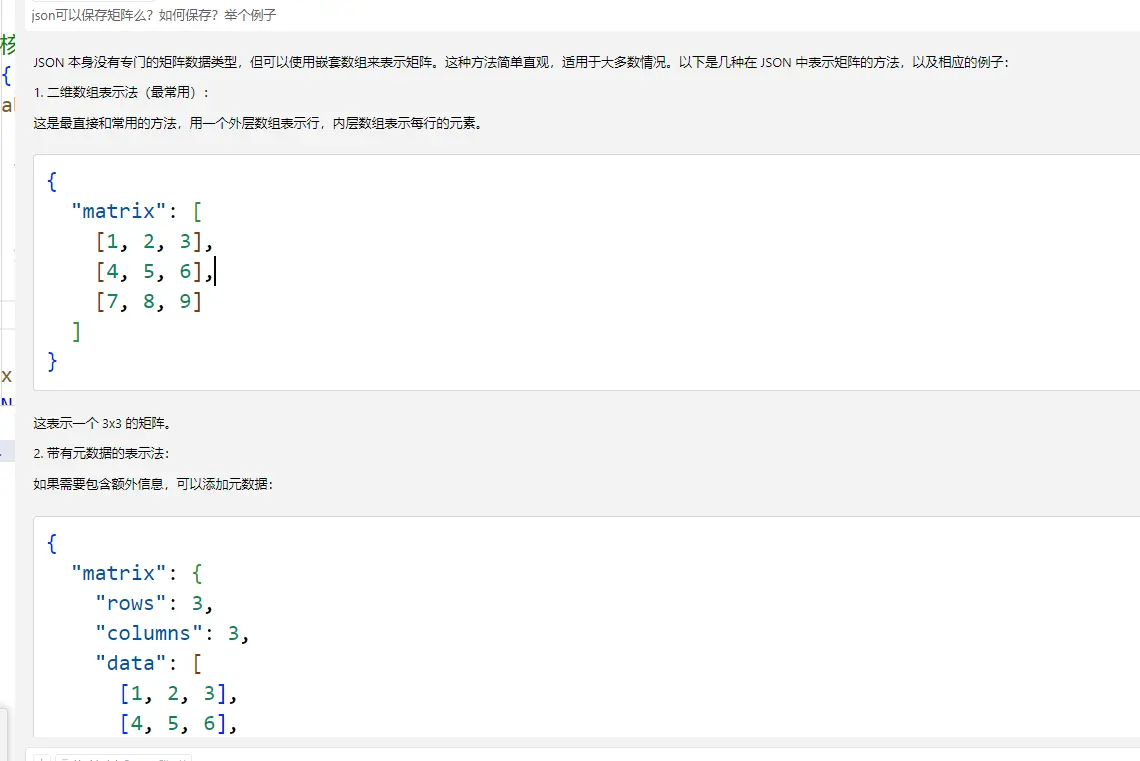 json可以保存矩阵么？如何保存？举个例子
核
{
JSON 本身没有专门的矩阵数据类型，但可以使用嵌套数组来表示矩阵。这种方法简单直观，适用于大多数情况。以下是几种在 JSON 中表示矩阵的方法，以及相应的例子：
1. 二维数组表示法（最常用）：
al
这是最直接和常用的方法，用一个外层数组表示行，内层数组表示每行的元素。
{
"matrix": [
[1, 2, 3],
[4, 5, 6],
[7, 8, 9]
]
}
x
N
这表示一个 3x3 的矩阵。
2. 带有元数据的表示法：
如果需要包含额外信息，可以添加元数据：
{
"matrix": {
"rows": 3,
"columns": 3,
"data": [
[1, 2, 3],
[4, 5, 6],